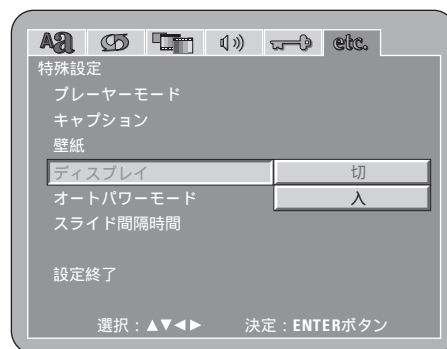 Aa etc.
特殊設定
プレーヤーモード
キャプション
壁紙
ディスプレイ 切
オートパワーモード 入
スライド間隔時間
設定終了
選択：▲▼◀▶ 決定：ENTERボタン